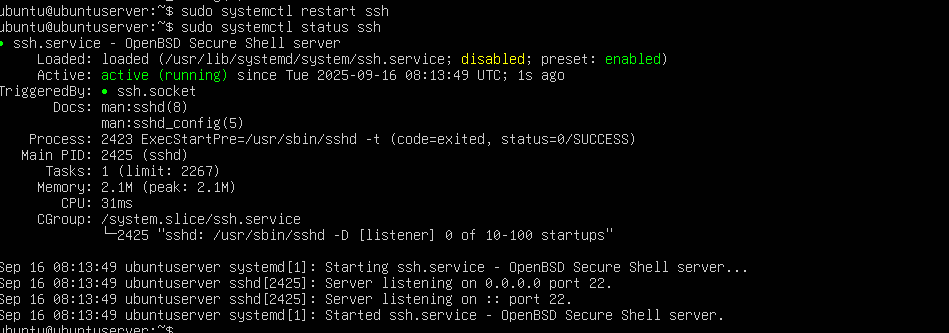 ubuntu@ubuntuserver:~$ sudo systemctl restart ssh
ubuntu@ubuntuserver:~$ sudo systemctl status ssh
● ssh.service - OpenBSD Secure Shell server
     Loaded: loaded (/usr/lib/systemd/system/ssh.service; disabled; preset: enabled)
     Active: active (running) since Tue 2025-09-16 08:13:49 UTC; 1s ago
TriggeredBy: ● ssh.socket
       Docs: man:sshd(8)
             man:sshd_config(5)
    Process: 2423 ExecStartPre=/usr/sbin/sshd -t (code=exited, status=0/SUCCESS)
   Main PID: 2425 (sshd)
      Tasks: 1 (limit: 2267)
     Memory: 2.1M (peak: 2.1M)
        CPU: 31ms
     CGroup: /system.slice/ssh.service
             └─2425 "sshd: /usr/sbin/sshd -D [listener] 0 of 10-100 startups"
Sep 16 08:13:49 ubuntuserver systemd[1]: Starting ssh.service - OpenBSD Secure Shell server...
Sep 16 08:13:49 ubuntuserver sshd[2425]: Server listening on 0.0.0.0 port 22.
Sep 16 08:13:49 ubuntuserver sshd[2425]: Server listening on :: port 22.
Sep 16 08:13:49 ubuntuserver systemd[1]: Started ssh.service - OpenBSD Secure Shell server.
ubuntu@ubuntuserver:~$